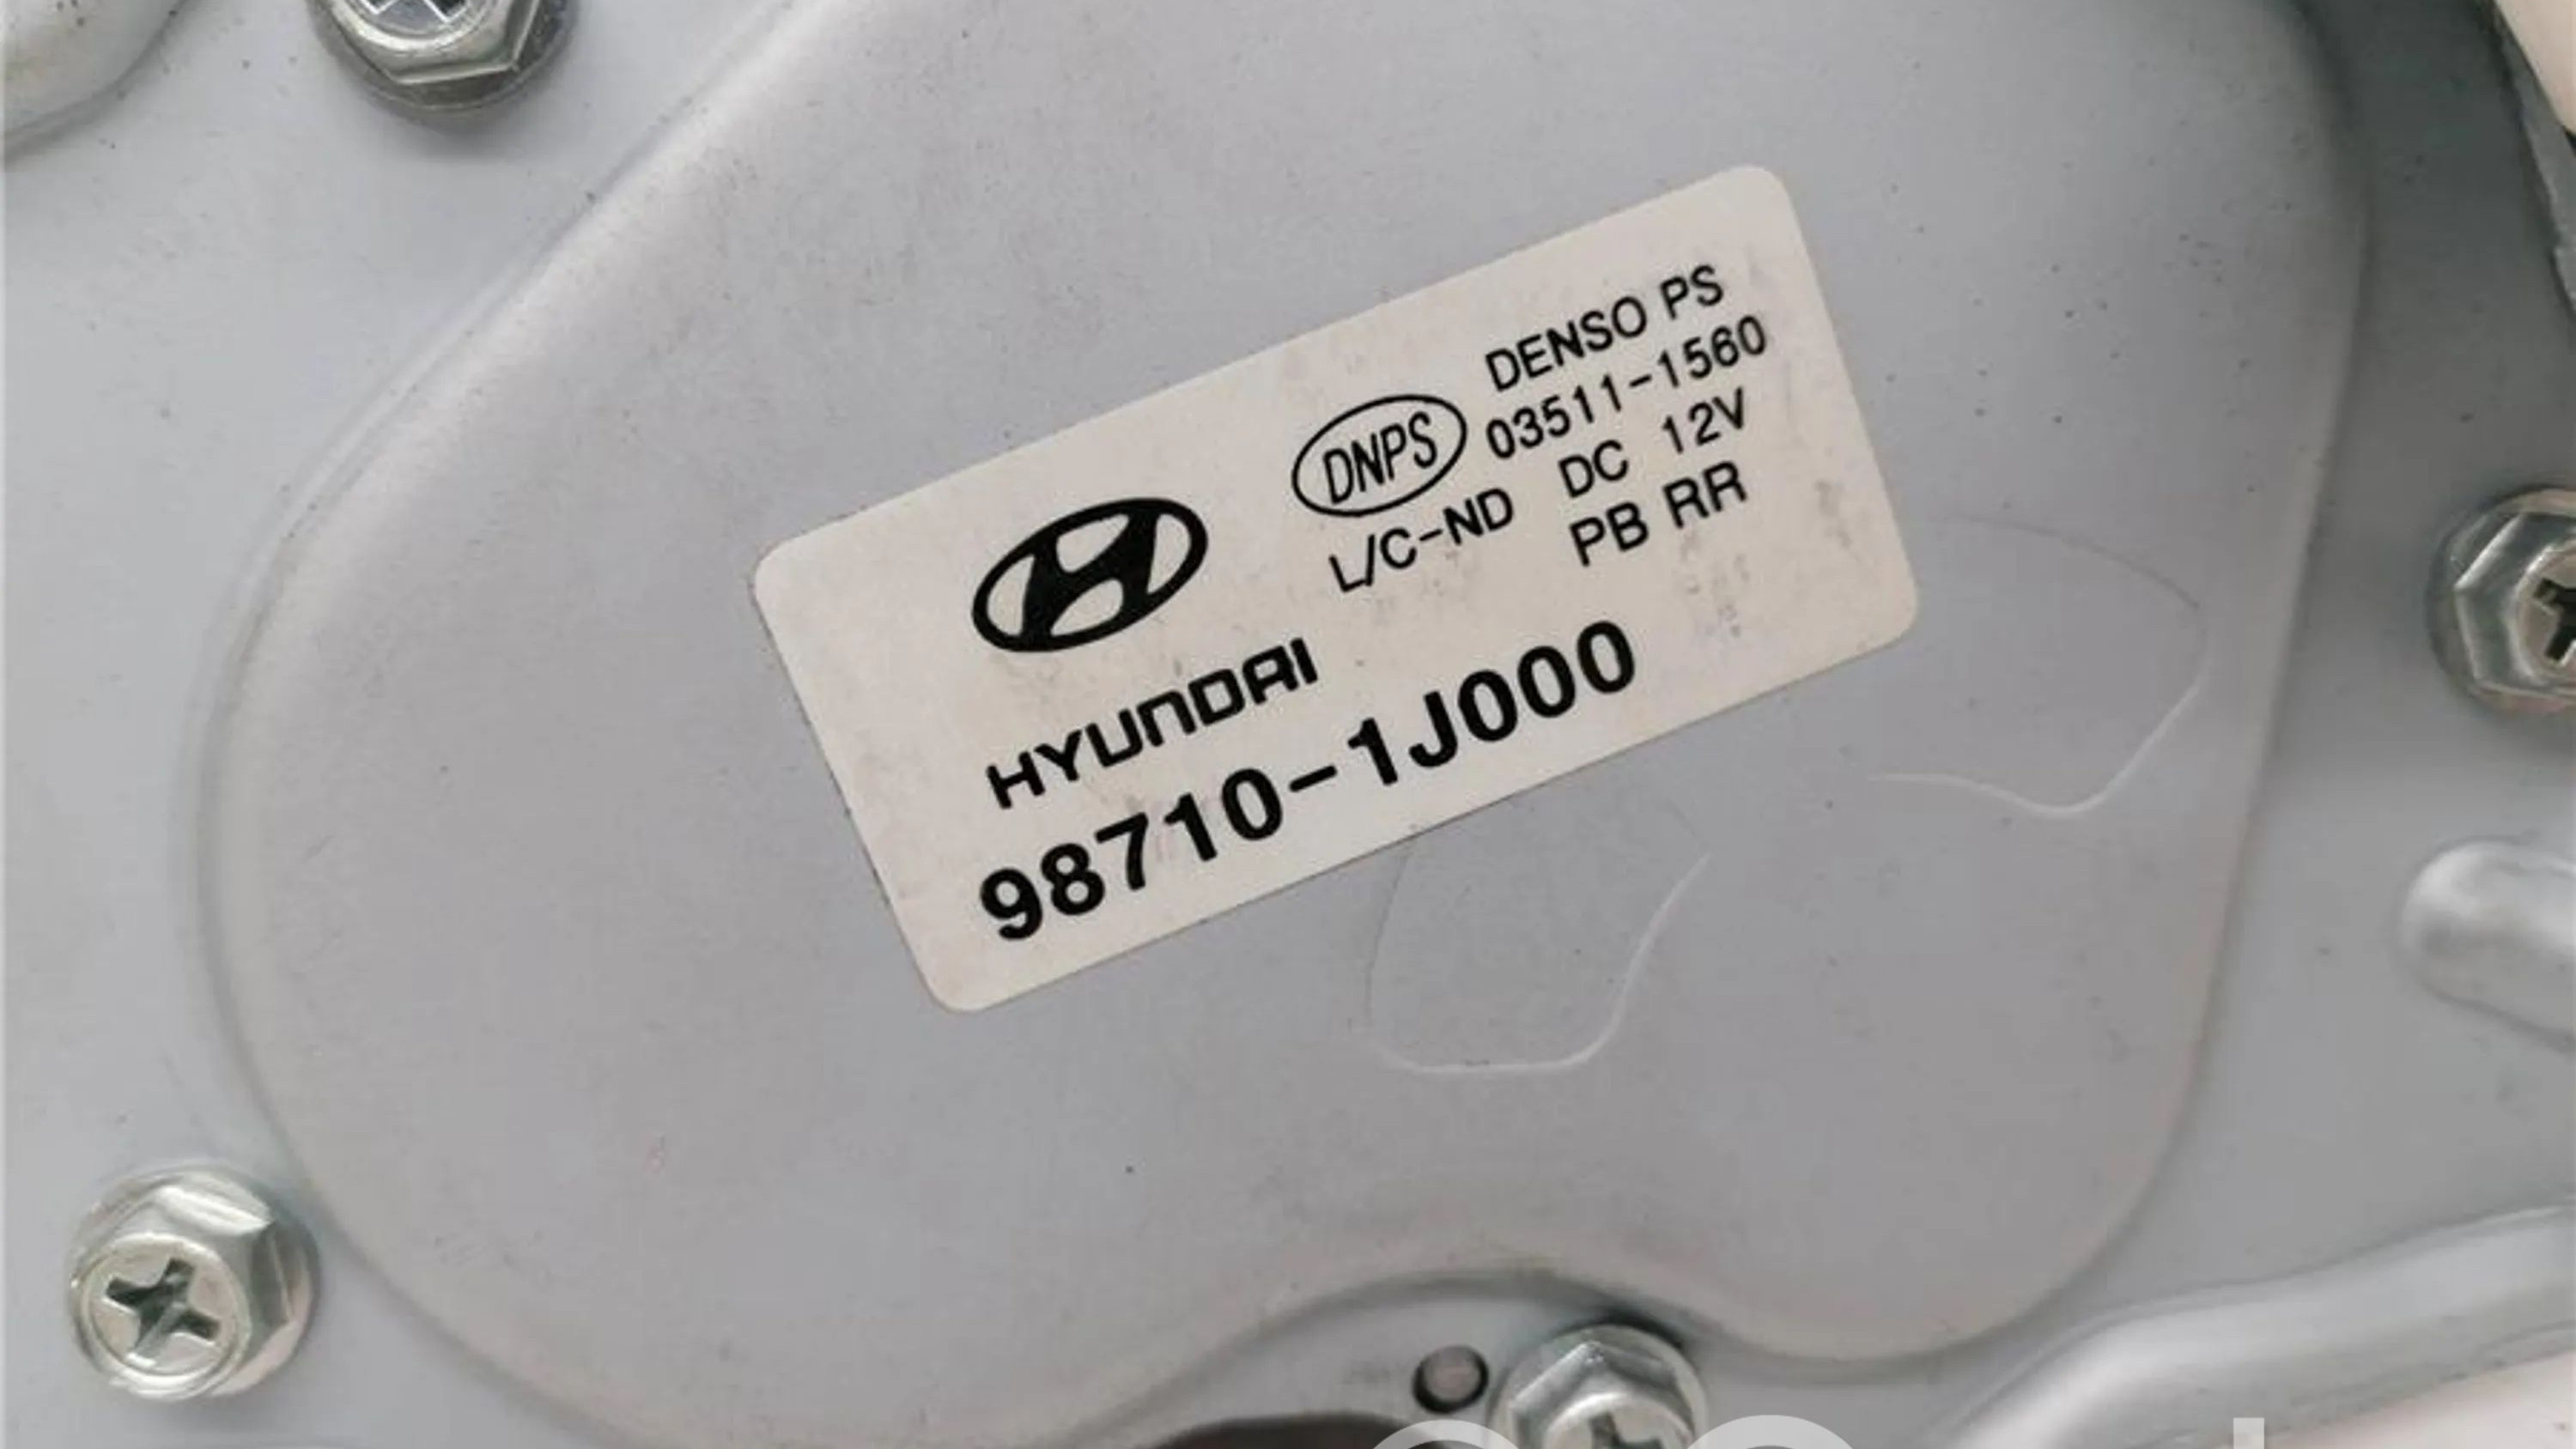 DENSO PS
DNPS 03511-1560
L/C-ND DC 12V
PB RR
HYUNDAI
98710-1J000